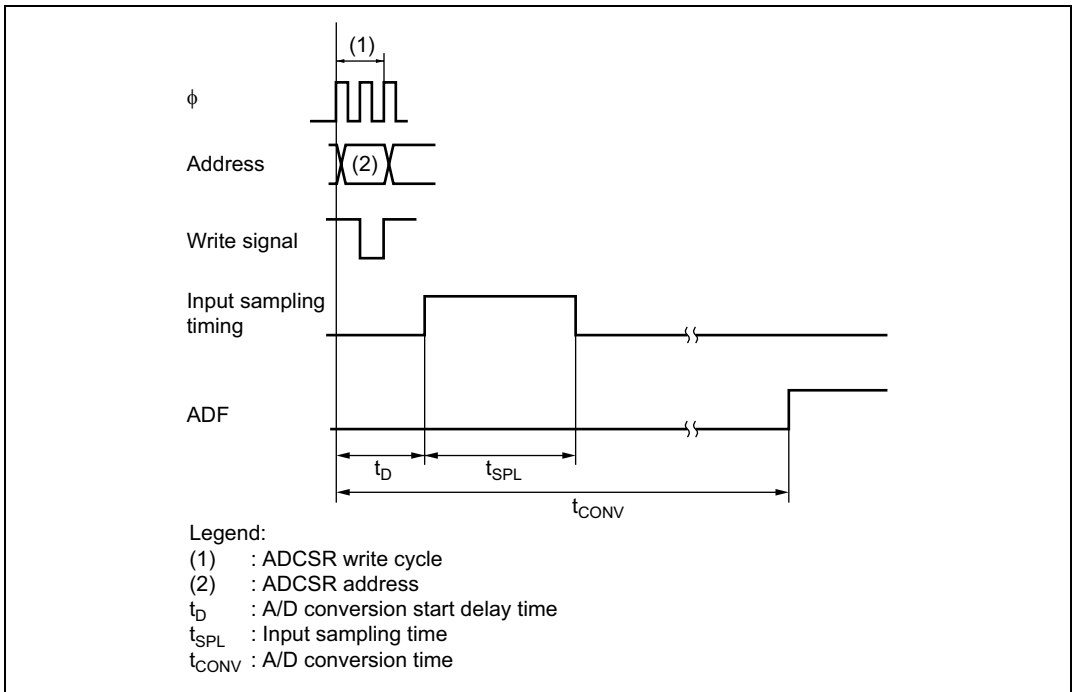 (1)
ϕ
Address
(2)
Write signal
Input sampling
timing
ADF
tD
tSPL
tCONV
Legend:
(1) : ADCSR write cycle
(2) : ADCSR address
tD : A/D conversion start delay time
tSPL : Input sampling time
tCONV : A/D conversion time